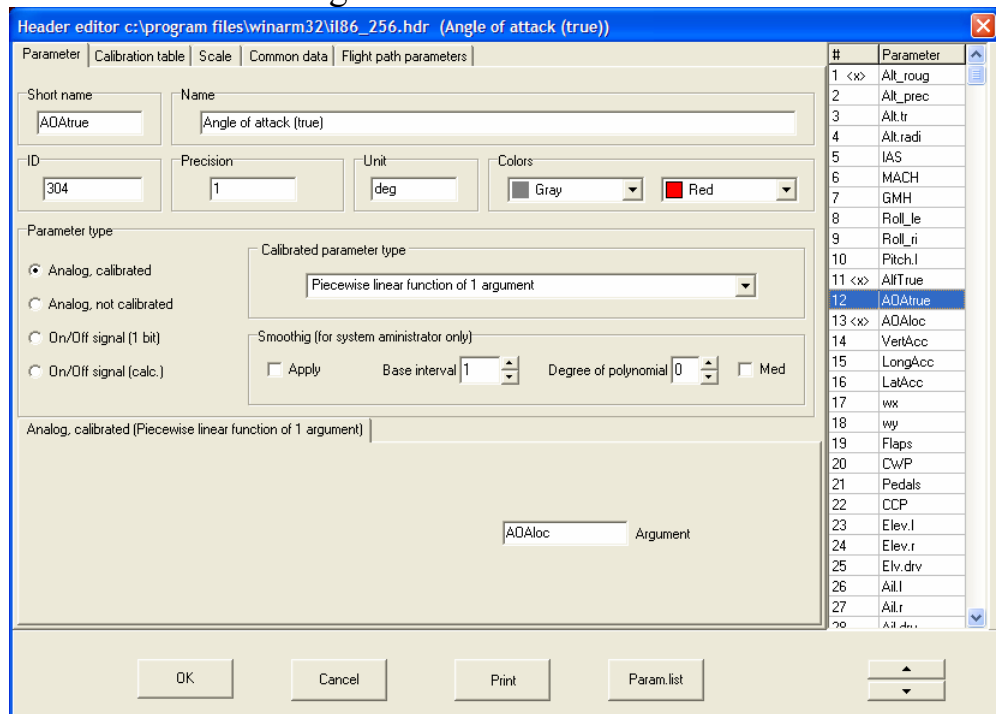 Header editor c:\program files\winarm32\il86_256.hdr (Angle of attack (true))
Parameter Calibration table Scale Common data Flight path parameters
Short name Name
AOAtrue Angle of attack (true)
ID Precision Unit Colors
304 1 deg Gray Red
Parameter type
Calibrated parameter type
Analog, calibrated
Piecewise linear function of 1 argument
Analog, not calibrated
On/Off signal (1 bit)
Smoothig (for system aministrator only)
On/Off signal (calc.)
Apply Base interval 1 Degree of polynomial 0 Med
Analog, calibrated (Piecewise linear function of 1 argument)
AOAloc Argument
# Parameter
1 <x> Alt_roug
2 Alt_prec
3 Alt.tr
4 Alt.radi
5 IAS
6 MACH
7 GMH
8 Roll_le
9 Roll_ri
10 Pitch.l
11 <x> AlfTrue
12 AOAtrue
13 <x> AOAloc
14 VertAcc
15 LongAcc
16 LatAcc
17 wx
18 wy
19 Flaps
20 CWP
21 Pedals
22 CCP
23 Elev.l
24 Elev.r
25 Elv.drv
26 Ail.l
27 Ail.r
OK Cancel Print Param.list